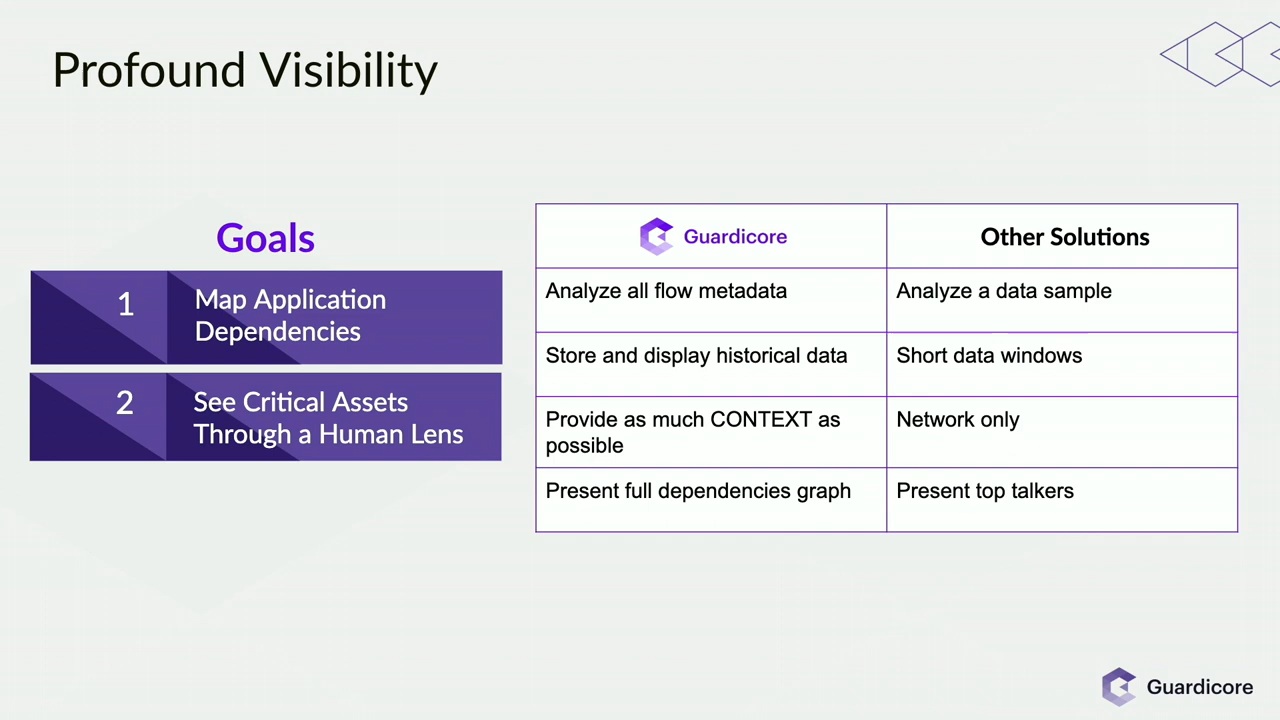 Profound Visibility
Goals
1
Map Application
Dependencies
2
See Critical Assets
Through a Human Lens
Guardicore
Other Solutions
Analyze all flow metadata
Analyze a data sample
Store and display historical data
Short data windows
Provide as much CONTEXT as
possible
Network only
Present full dependencies graph
Present top talkers
Guardicore